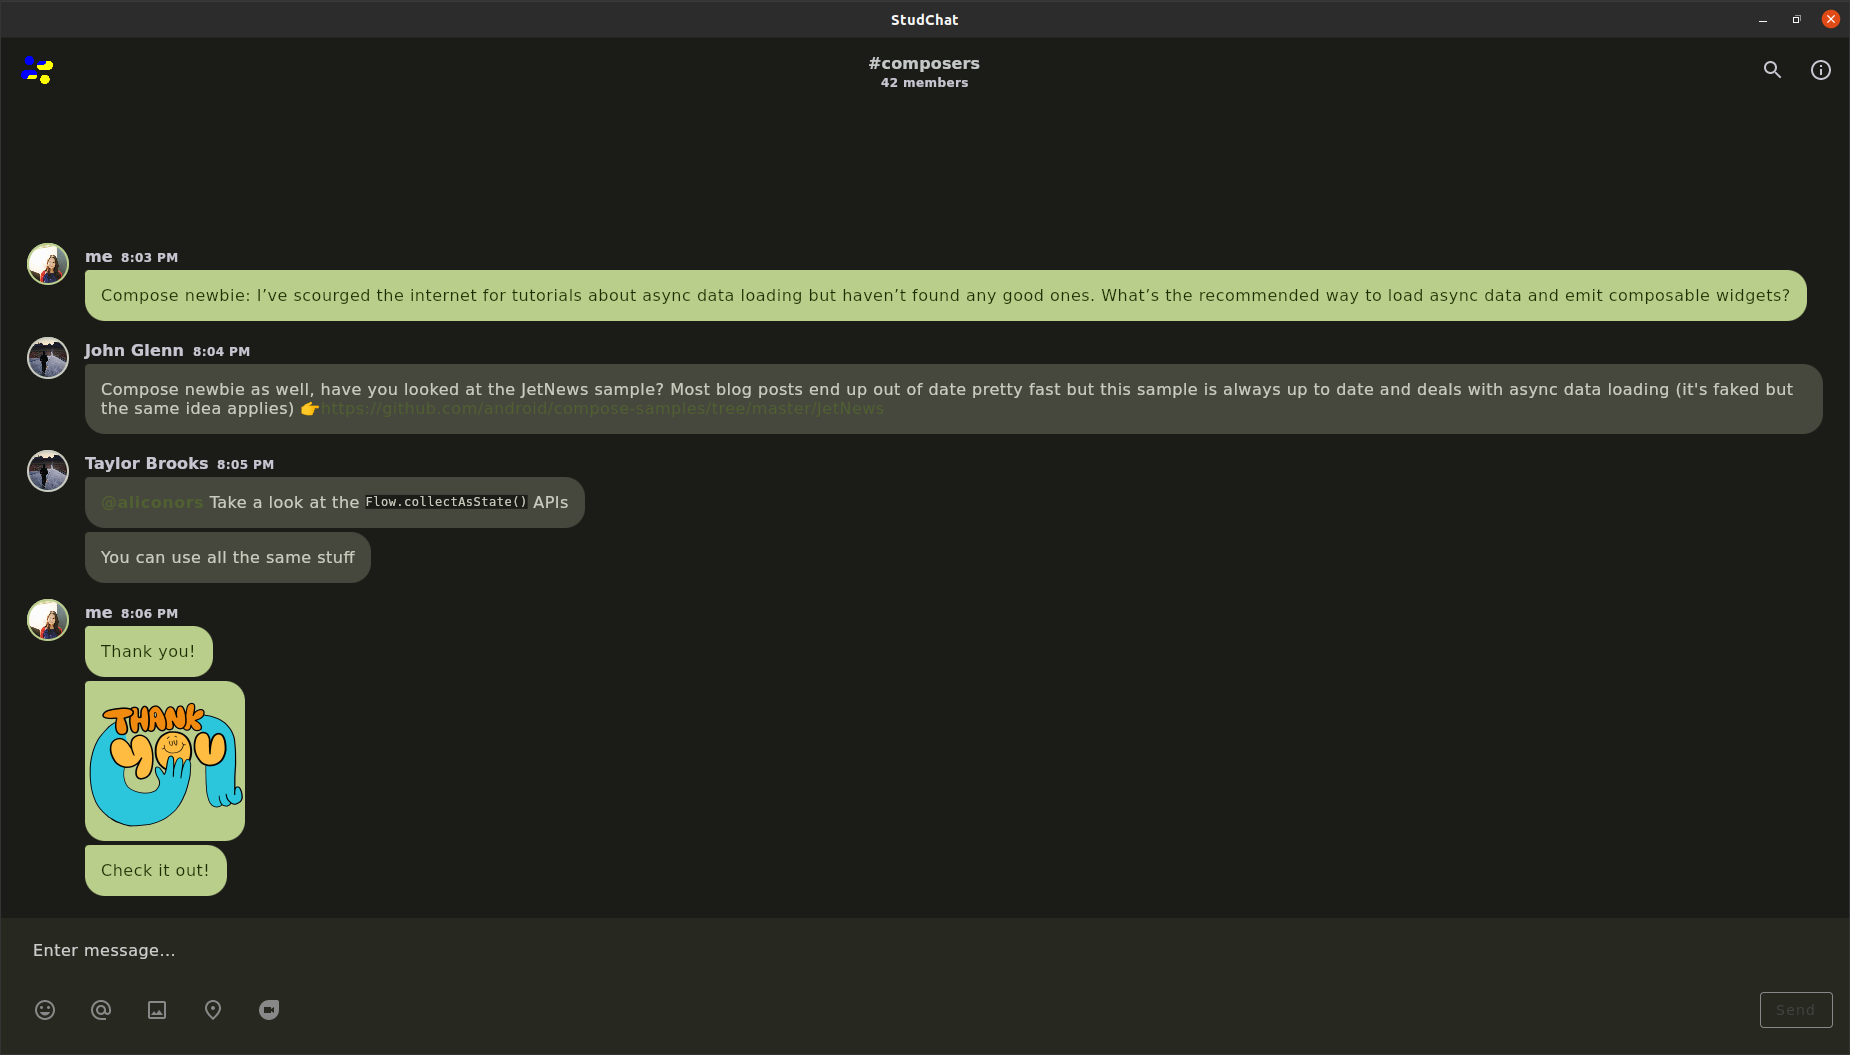 StudChat
#composers
42 members
me 8:03 PM
Compose newbie: I’ve scourged the internet for tutorials about async data loading but haven’t found any good ones. What’s the recommended way to load async data and emit composable widgets?
John Glenn 8:04 PM
Compose newbie as well, have you looked at the JetNews sample? Most blog posts end up out of date pretty fast but this sample is always up to date and deals with async data loading (it's faked but
the same idea applies) 👉https://github.com/android/compose-samples/tree/master/JetNews
Taylor Brooks 8:05 PM
@aliconors Take a look at the Flow.collectAsState() APIs
You can use all the same stuff
me 8:06 PM
Thank you!
THANK
YOU
Check it out!
Enter message...
Send